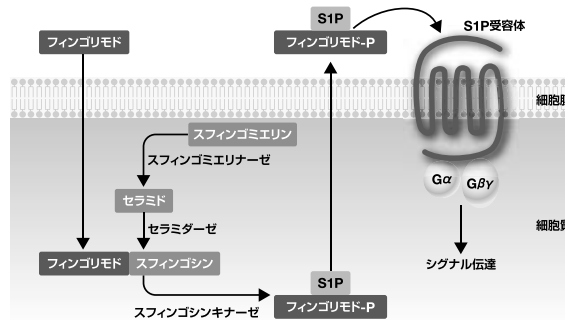 S1P
フィンゴリモド
フィンゴリモド-P
S1P受容体
細胞
スフィンゴミエリン
スフィンゴミエリナーゼ
セラミド
Gα
Gβγ
セラミダーゼ
細胞
フィンゴリモド
スフィンゴシン
シグナル伝達
S1P
フィンゴリモド-P
スフィンゴシンキナーゼ